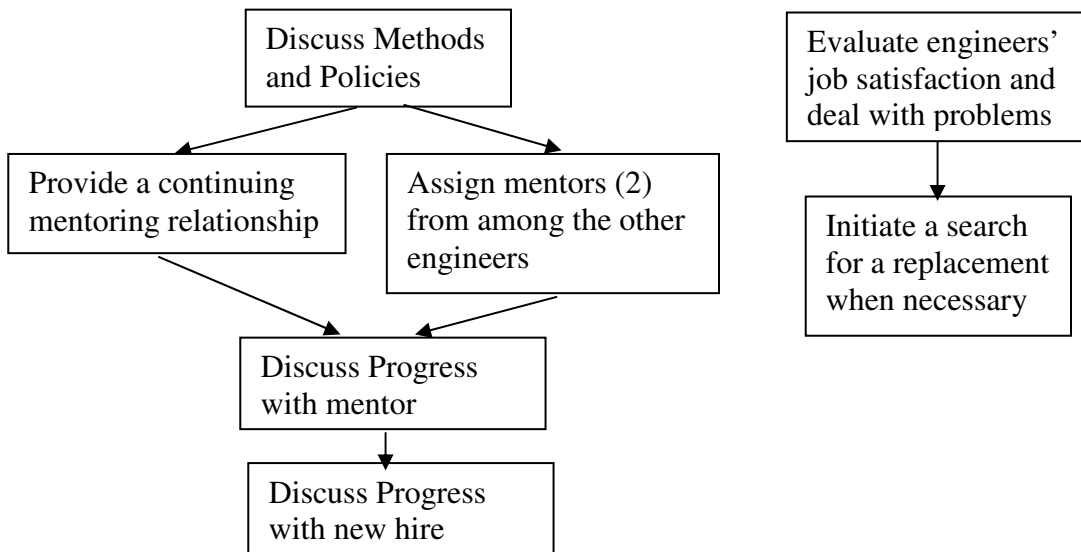 Discuss Methods
and Policies
Evaluate engineers’
job satisfaction and
deal with problems
Provide a continuing
mentoring relationship
Assign mentors (2)
from among the other
engineers
Initiate a search
for a replacement
when necessary
Discuss Progress
with mentor
Discuss Progress
with new hire